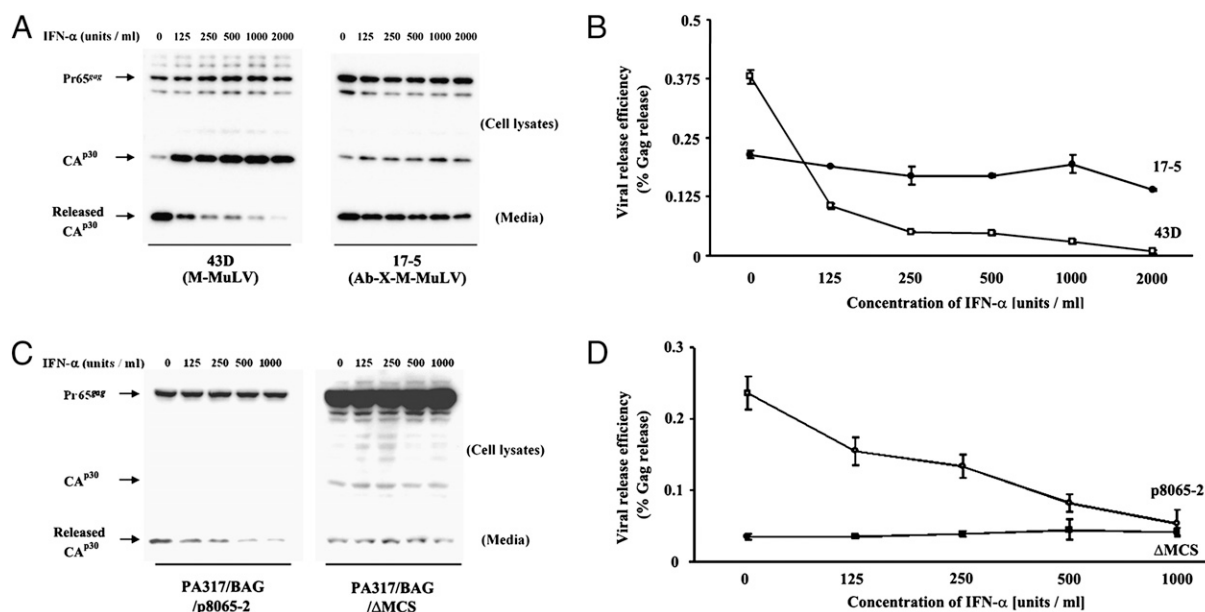 A
IFN-α (units / ml) 0 125 250 500 1000 2000 0 125 250 500 1000 2000
Pr65gag
(Cell lysates)
CAp30
Released
CAp30
(Media)
43D
(M-MuLV)
17-5
(Ab-X-M-MuLV)
B
Viral release efficiency
(% Gag release)
0.5
0.375
0.25
0.125
0
17-5
43D
0 125 250 500 1000 2000
Concentration of IFN-α [units / ml]
C
IFN-α (units / ml) 0 125 250 500 1000 0 125 250 500 1000
Pr65gag
(Cell lysates)
CAp30
Released
CAp30
(Media)
PA317/BAG
/p8065-2
PA317/BAG
/ΔMCS
D
Viral release efficiency
(% Gag release)
0.3
0.2
0.1
0
p8065-2
ΔMCS
0 125 250 500 1000
Concentration of IFN-α [units / ml]